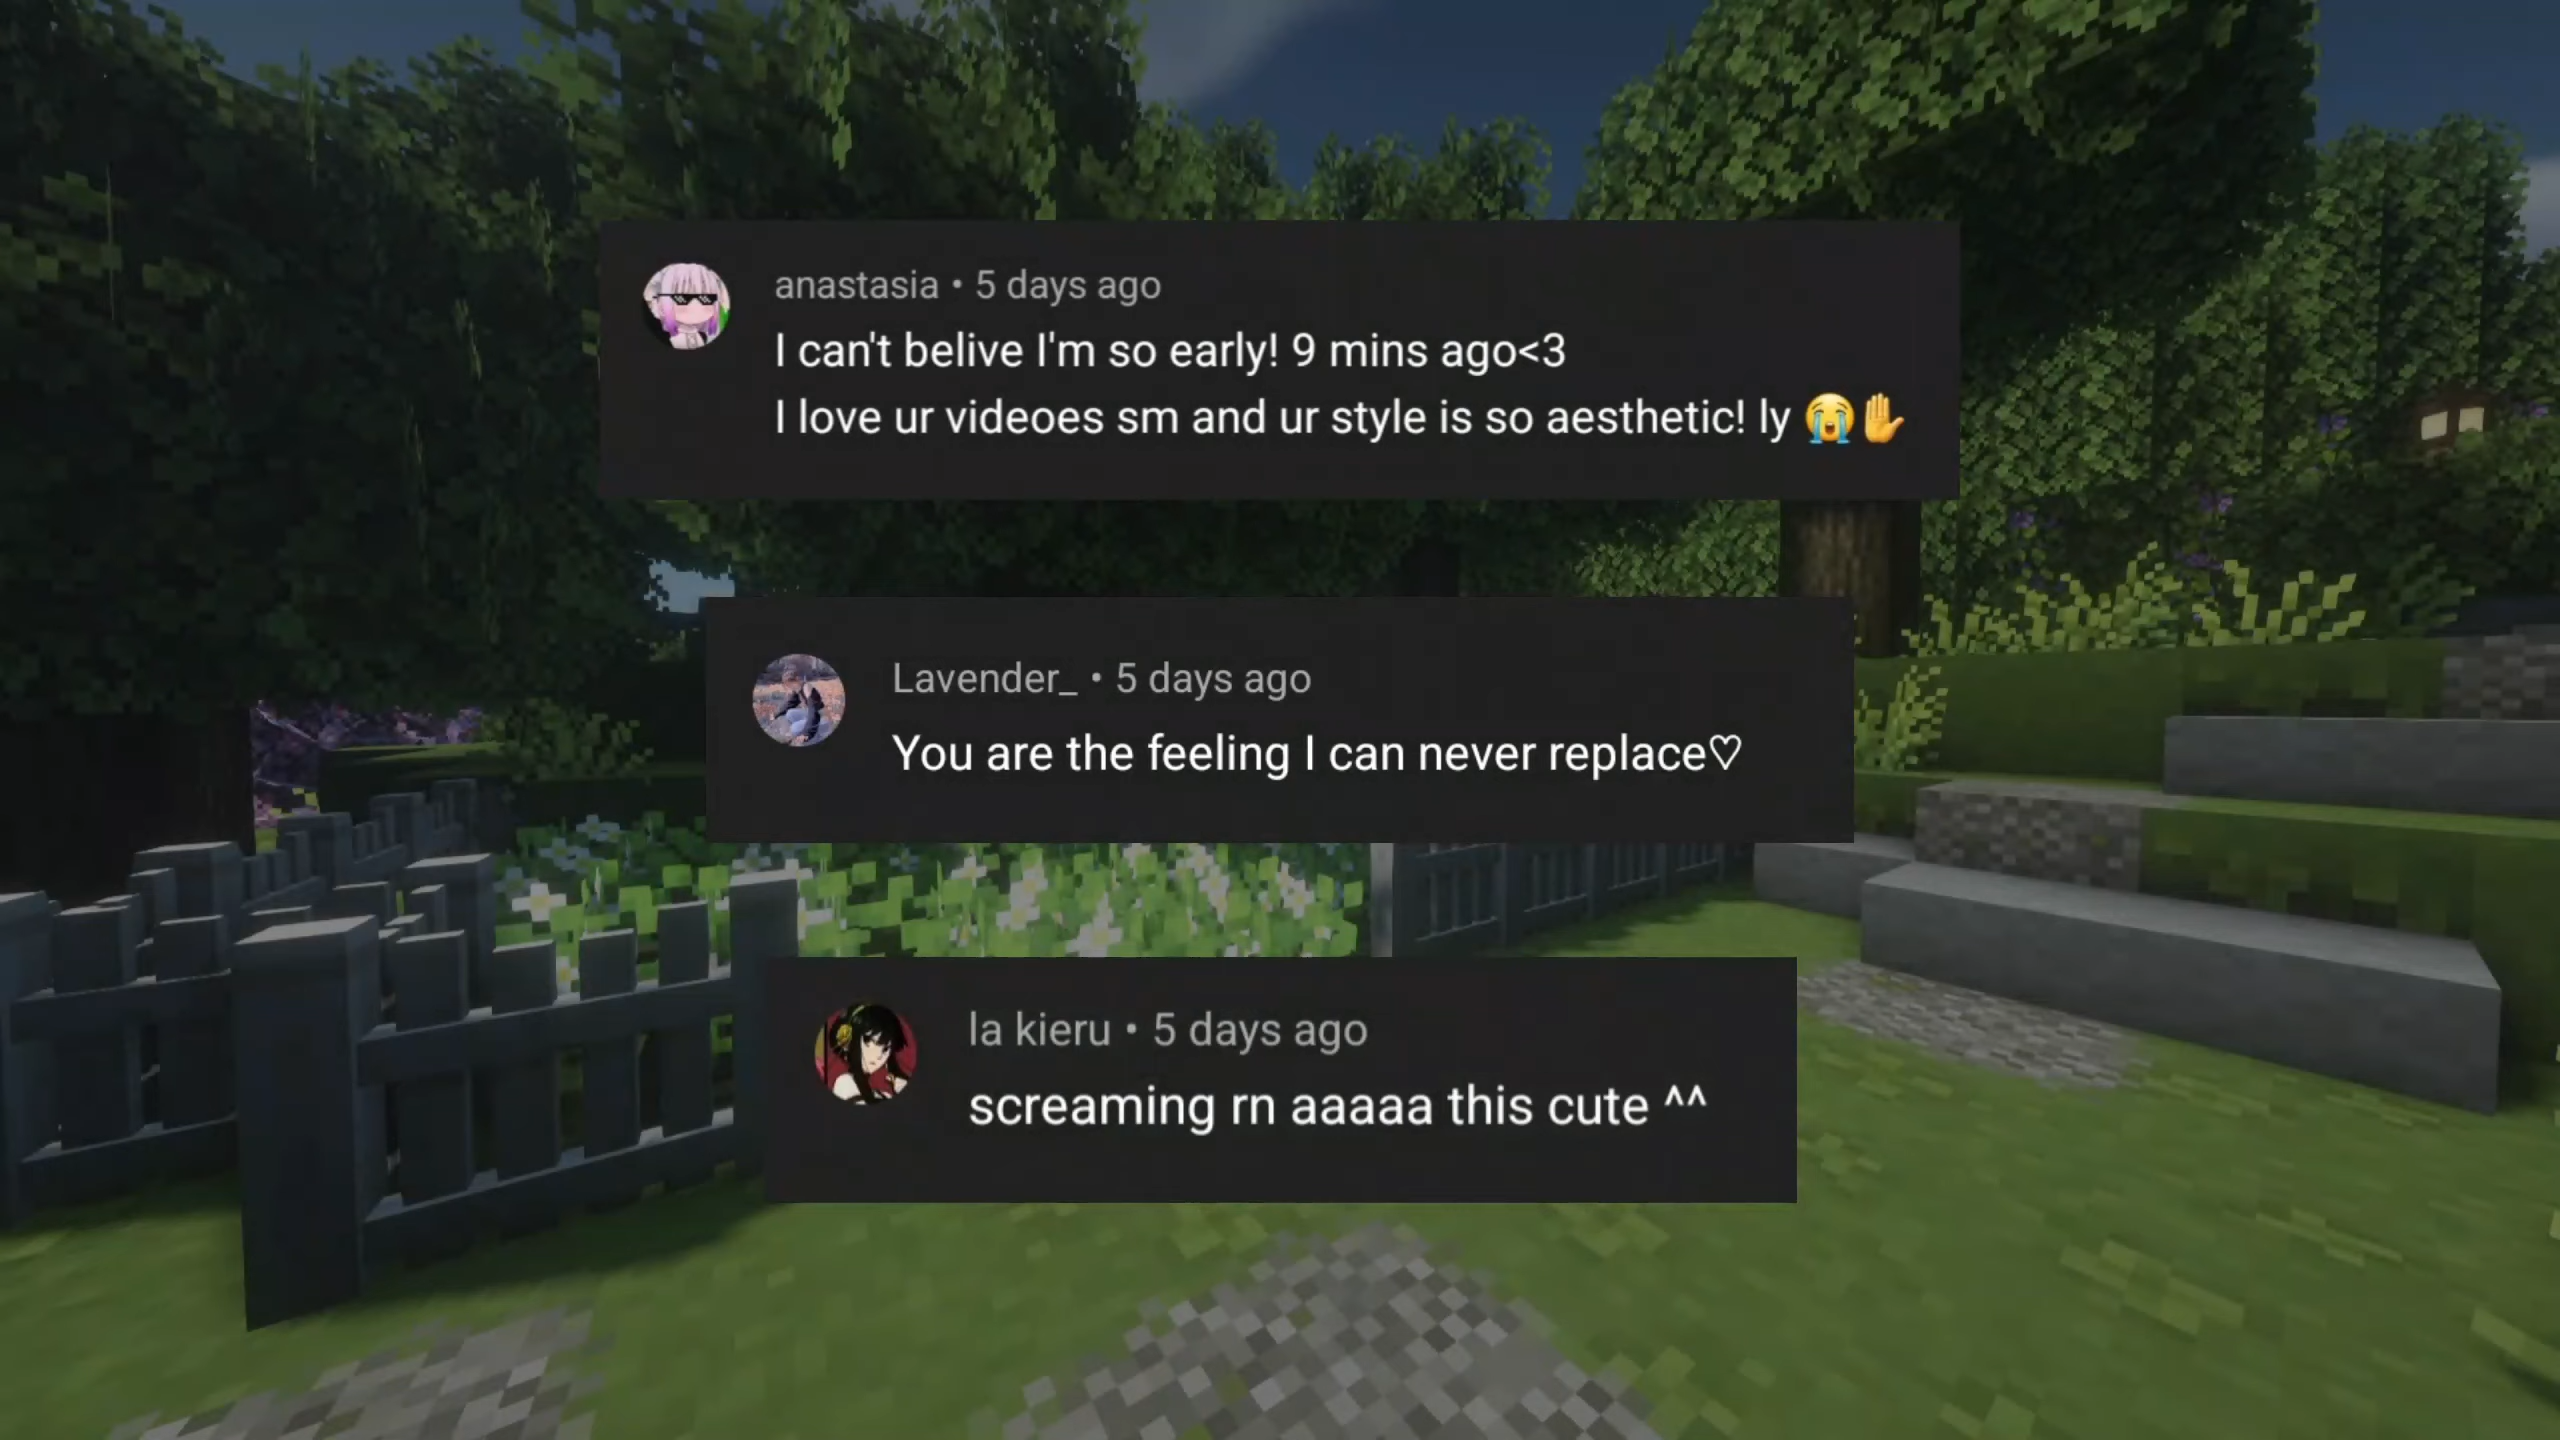 anastasia • 5 days ago
I can't belive I'm so early! 9 mins ago<3
I love ur videoes sm and ur style is so aesthetic! ly 😭✋
Lavender_ • 5 days ago
You are the feeling I can never replace♡
la kieru • 5 days ago
screaming rn aaaaa this cute ^^